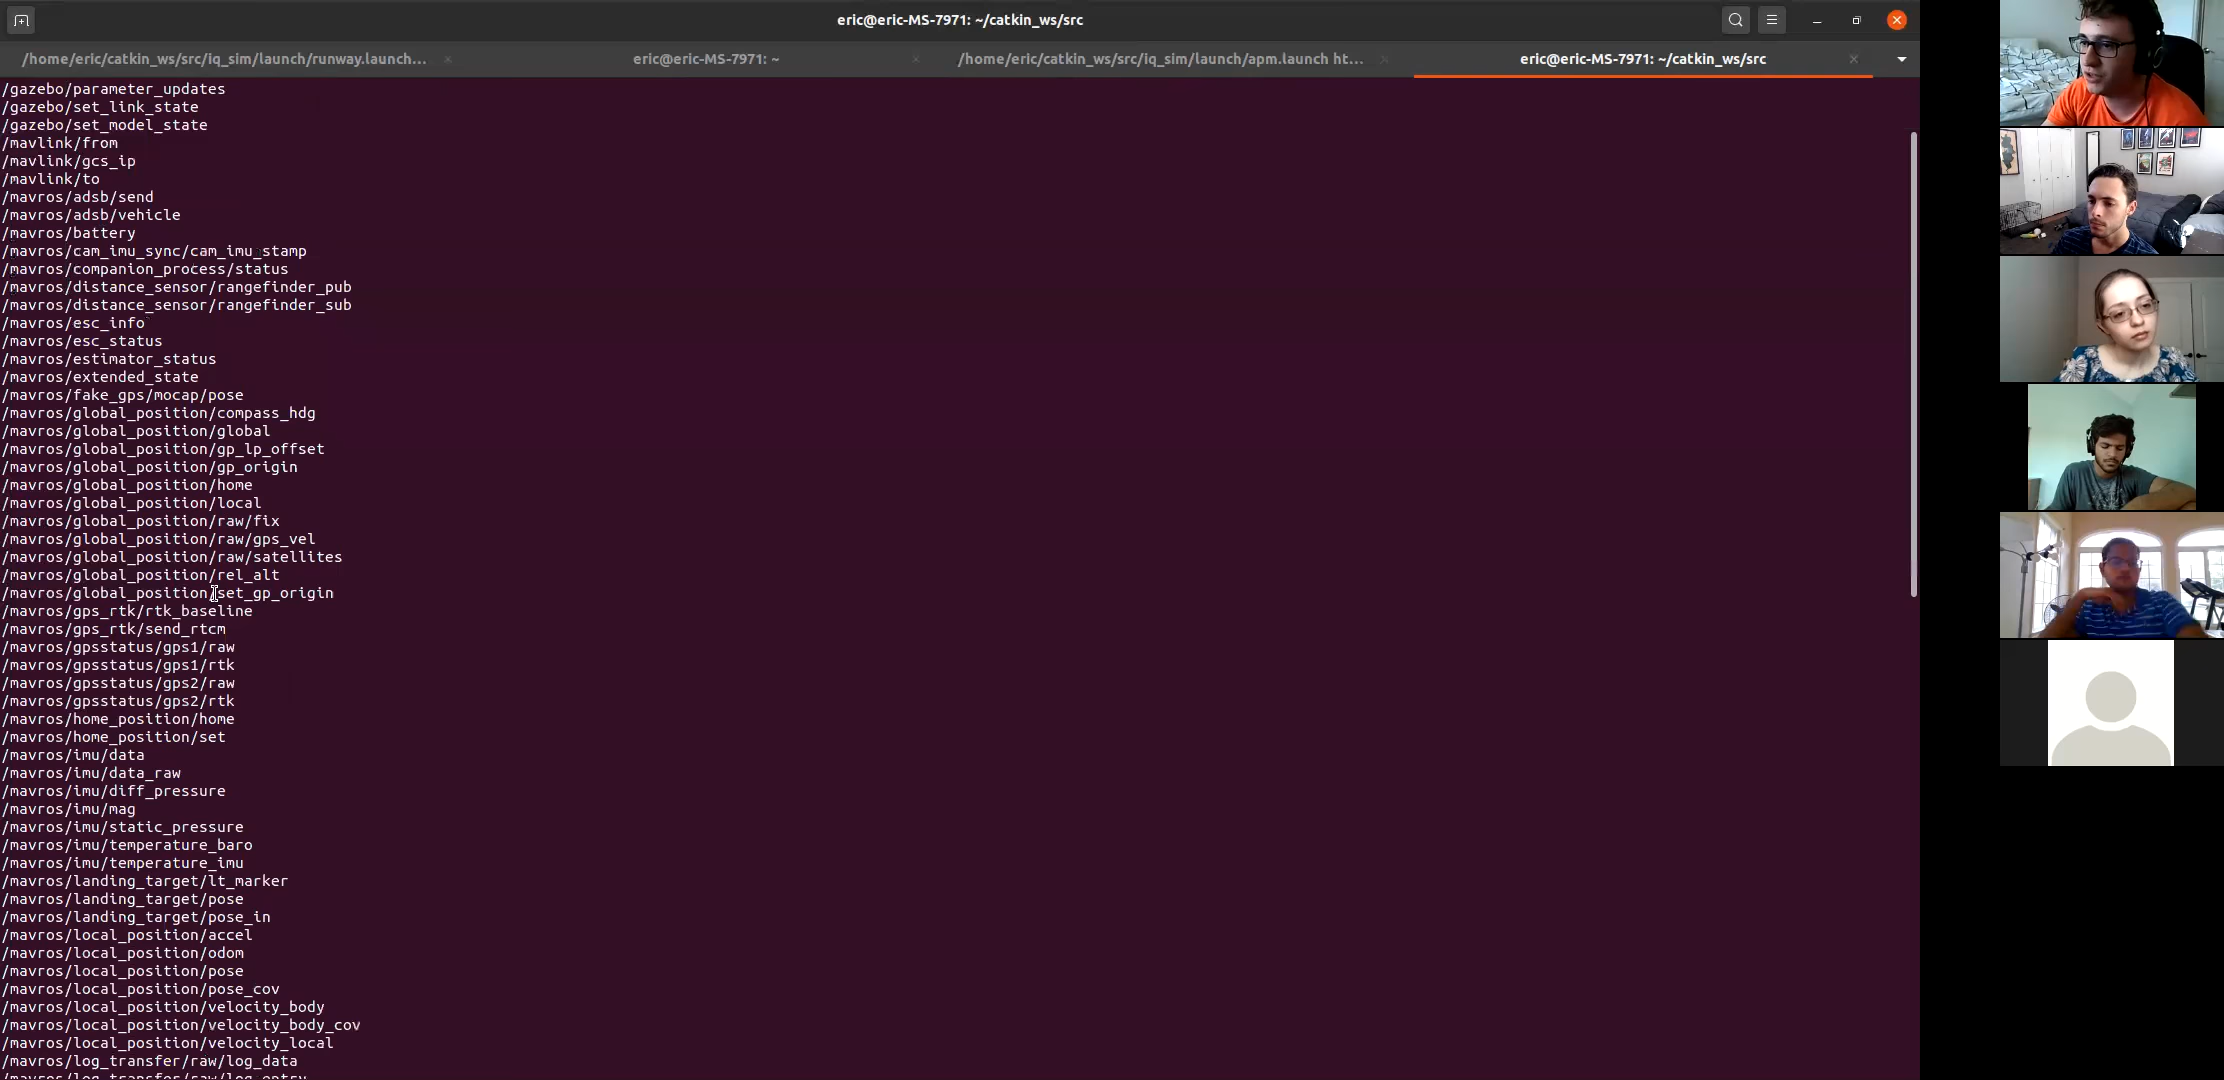 eric@eric-MS-7971: ~/catkin_ws/src
/home/eric/catkin_ws/src/iq_sim/launch/runway.launch...
eric@eric-MS-7971: ~
/home/eric/catkin_ws/src/iq_sim/launch/apm.launch ht...
eric@eric-MS-7971: ~/catkin_ws/src
/gazebo/parameter_updates
/gazebo/set_link_state
/gazebo/set_model_state
/mavlink/from
/mavlink/gcs_ip
/mavlink/to
/mavros/adsb/send
/mavros/adsb/vehicle
/mavros/battery
/mavros/cam_imu_sync/cam_imu_stamp
/mavros/companion_process/status
/mavros/distance_sensor/rangefinder_pub
/mavros/distance_sensor/rangefinder_sub
/mavros/esc_info
/mavros/esc_status
/mavros/estimator_status
/mavros/extended_state
/mavros/fake_gps/mocap/pose
/mavros/global_position/compass_hdg
/mavros/global_position/global
/mavros/global_position/gp_lp_offset
/mavros/global_position/gp_origin
/mavros/global_position/home
/mavros/global_position/local
/mavros/global_position/raw/fix
/mavros/global_position/raw/gps_vel
/mavros/global_position/raw/satellites
/mavros/global_position/rel_alt
/mavros/global_position/set_gp_origin
/mavros/gps_rtk/rtk_baseline
/mavros/gps_rtk/send_rtcm
/mavros/gpsstatus/gps1/raw
/mavros/gpsstatus/gps1/rtk
/mavros/gpsstatus/gps2/raw
/mavros/gpsstatus/gps2/rtk
/mavros/home_position/home
/mavros/home_position/set
/mavros/imu/data
/mavros/imu/data_raw
/mavros/imu/diff_pressure
/mavros/imu/mag
/mavros/imu/static_pressure
/mavros/imu/temperature_baro
/mavros/imu/temperature_imu
/mavros/landing_target/lt_marker
/mavros/landing_target/pose
/mavros/landing_target/pose_in
/mavros/local_position/accel
/mavros/local_position/odom
/mavros/local_position/pose
/mavros/local_position/pose_cov
/mavros/local_position/velocity_body
/mavros/local_position/velocity_body_cov
/mavros/local_position/velocity_local
/mavros/log_transfer/raw/log_data
/mavros/log_transfer/raw/log_entry